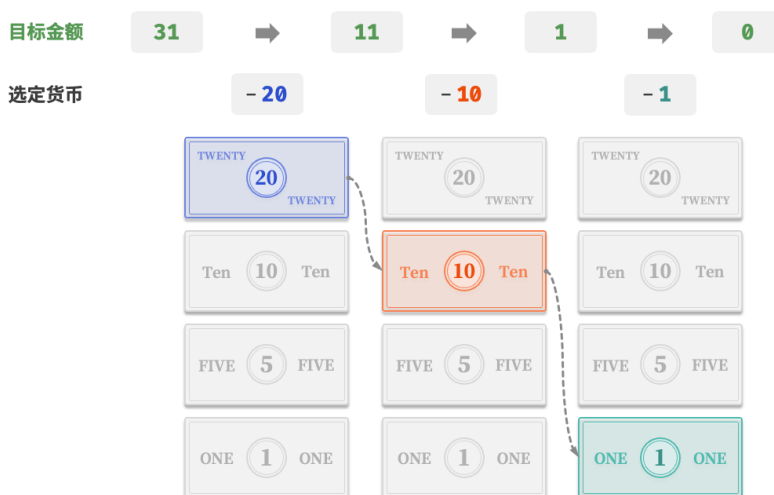 目标金额 31 11 1 0
选定货币 -20 -10 -1
TWENTY 20 TWENTY TWENTY 20 TWENTY TWENTY 20 TWENTY
Ten 10 Ten Ten 10 Ten Ten 10 Ten
FIVE 5 FIVE FIVE 5 FIVE FIVE 5 FIVE
ONE 1 ONE ONE 1 ONE ONE 1 ONE